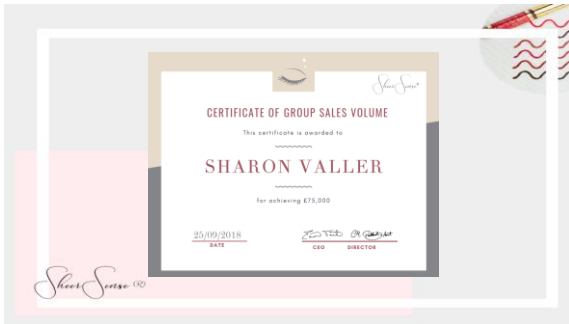 SheerSense®
CERTIFICATE OF GROUP SALES VOLUME
This certificate is awarded to
SHARON VALLER
for achieving £75,000
25/09/2018
DATE
CEO DIRECTOR
SheerSense ®